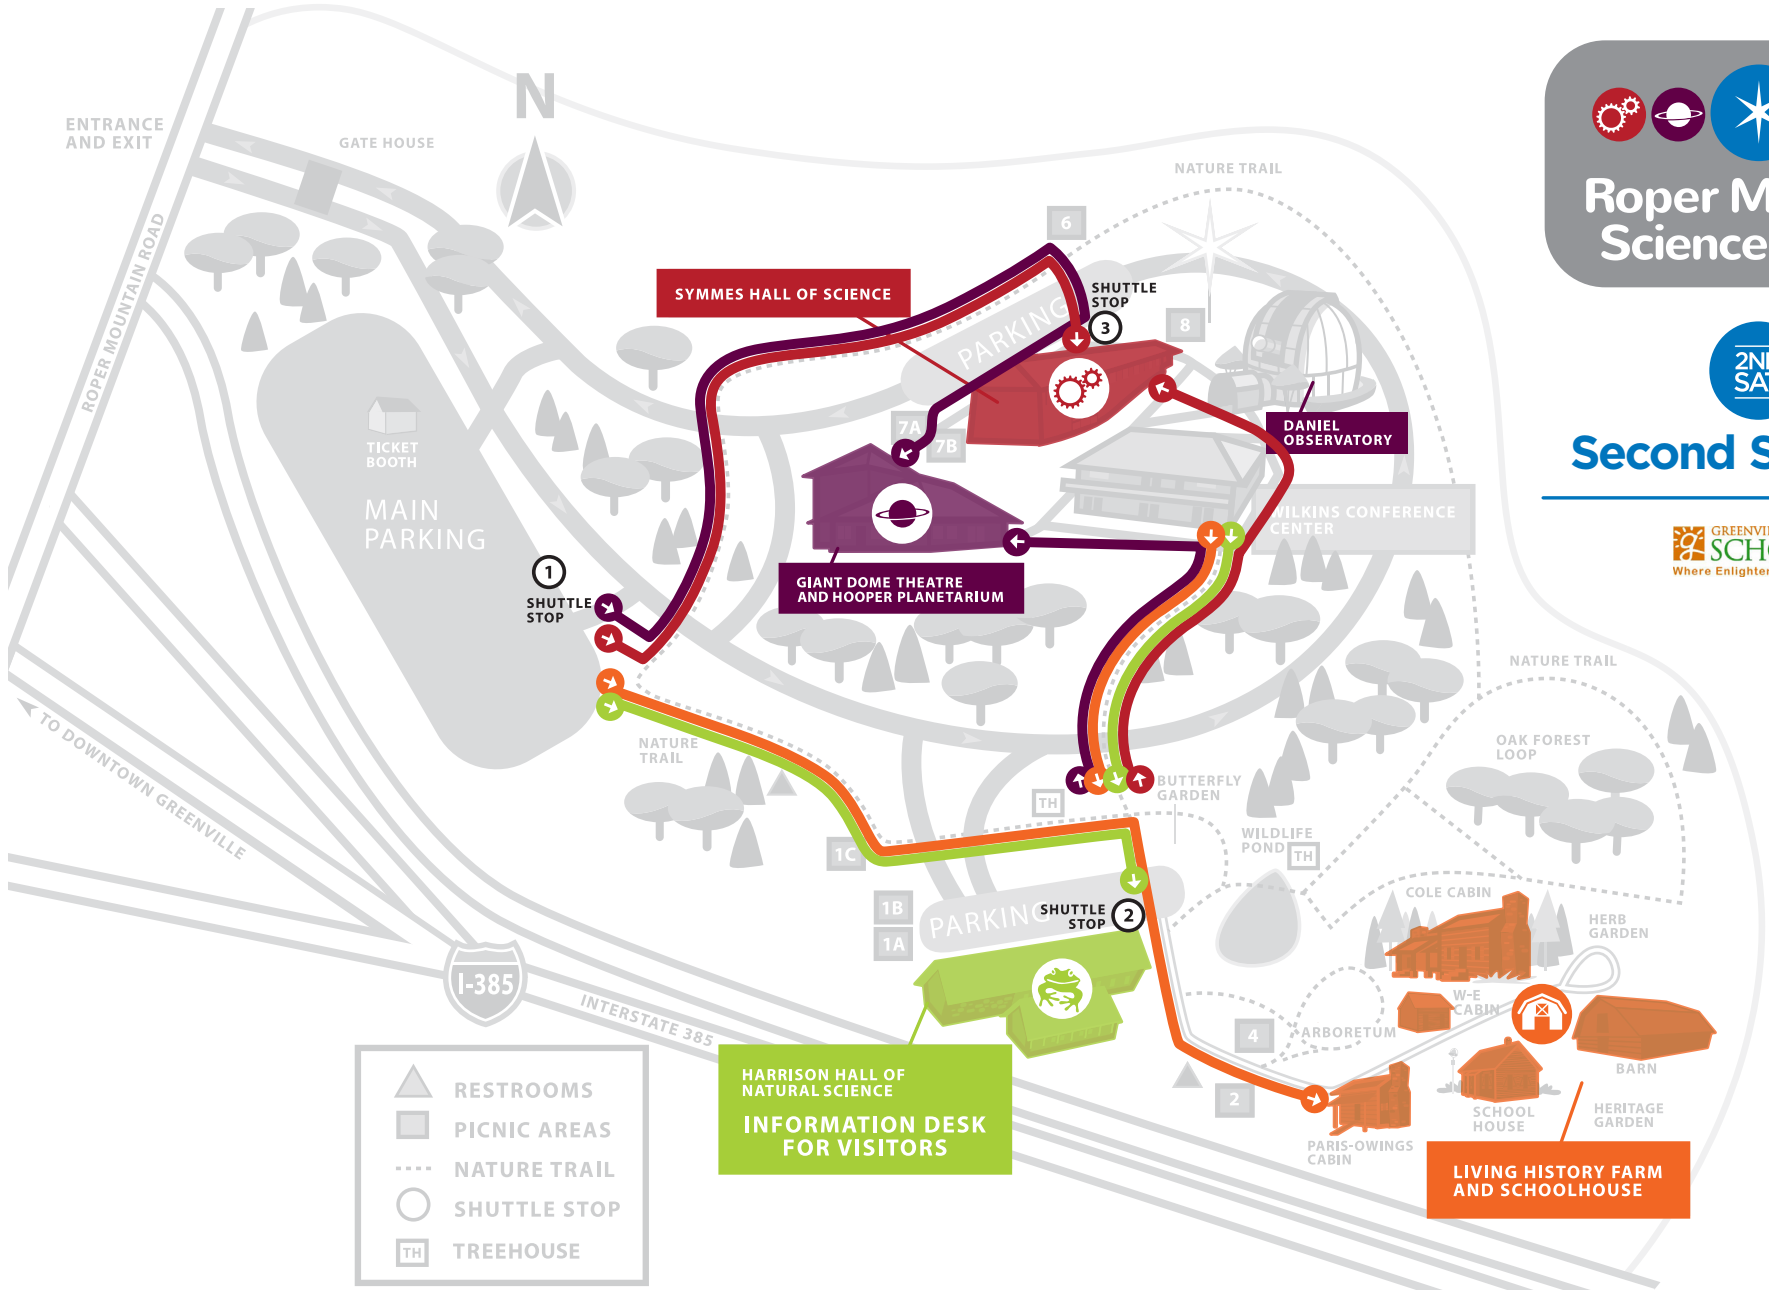 ENTRANCE
AND EXIT
GATE HOUSE
N
NATURE TRAIL
Roper M
Science
6
SYMMES HALL OF SCIENCE
SHUTTLE
STOP
3
8
PARKING
ROPER MOUNTAIN ROAD
2N
SAT
Second S
DANIEL
OBSERVATORY
7A
7B
TICKET
BOOTH
MAIN
PARKING
WILKINS CONFERENCE
CENTER
GREENVI
SCH
Where Enlighten
1
SHUTTLE
STOP
GIANT DOME THEATRE
AND HOOPER PLANETARIUM
NATURE TRAIL
TO DOWNTOWN GREENVILLE
NATURE
TRAIL
OAK FOREST
LOOP
BUTTERFLY
GARDEN
TH
WILDLIFE
POND
TH
1C
1B
1A
PARKING
SHUTTLE
STOP
2
COLE CABIN
HERB
GARDEN
I-385
INTERSTATE 385
W-E
CABIN
4
ARBORETUM
BARN
2
SCHOOL
HOUSE
HERITAGE
GARDEN
PARIS-OWINGS
CABIN
HARRISON HALL OF
NATURAL SCIENCE
INFORMATION DESK
FOR VISITORS
LIVING HISTORY FARM
AND SCHOOLHOUSE
RESTROOMS
PICNIC AREAS
NATURE TRAIL
SHUTTLE STOP
TH
TREEHOUSE